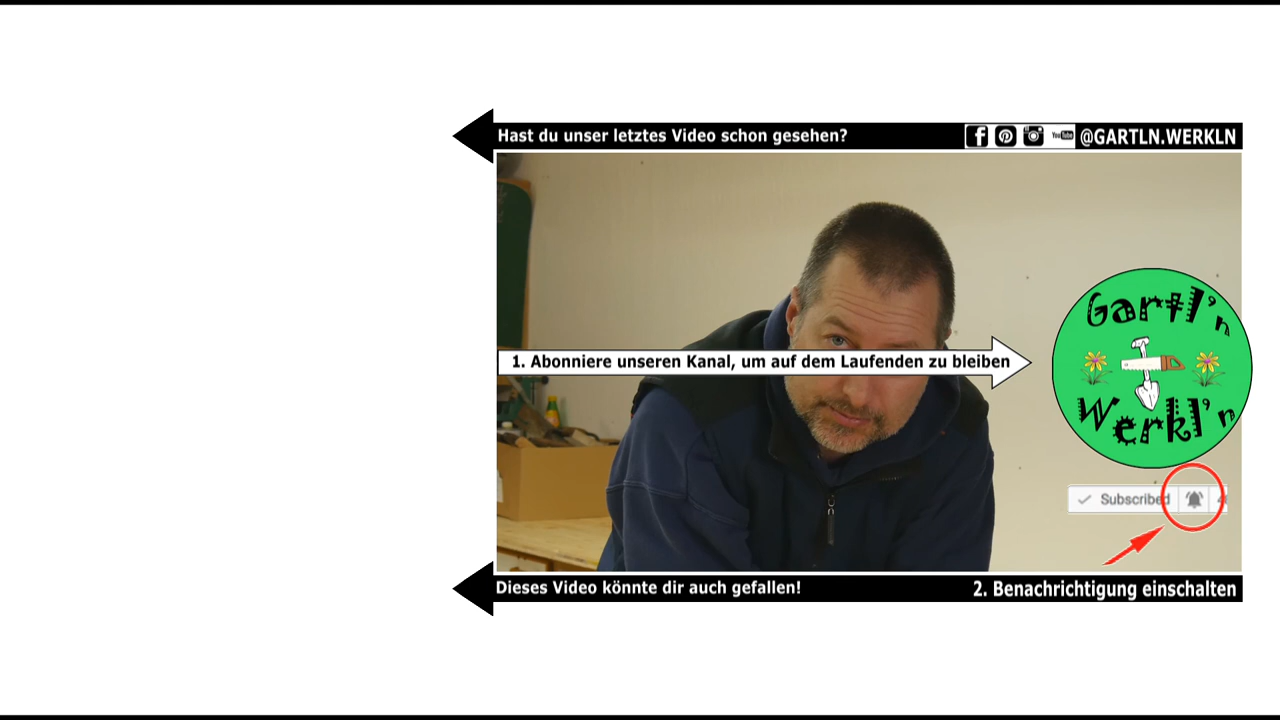 Hast du unser letztes Video schon gesehen?
YouTube @GARTLN.WERKLN
Gartl'n
1. Abonniere unseren Kanal, um auf dem Laufenden zu bleiben
Werkl'n
Subscribed
Dieses Video könnte dir auch gefallen!
2. Benachrichtigung einschalten